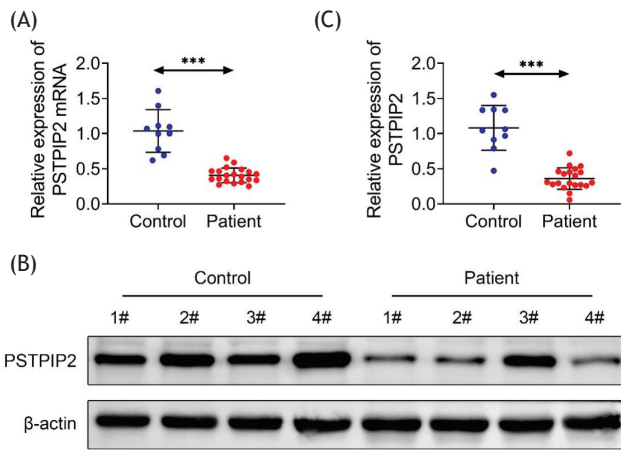 (A)
Relative expression of
PSTPIP2 mRNA
2.0
1.5
1.0
0.5
0.0
***
Control Patient
(C)
Relative expression of
PSTPIP2
2.0
1.5
1.0
0.5
0.0
***
Control Patient
(B)
Control Patient
1# 2# 3# 4# 1# 2# 3# 4#
PSTPIP2
β-actin